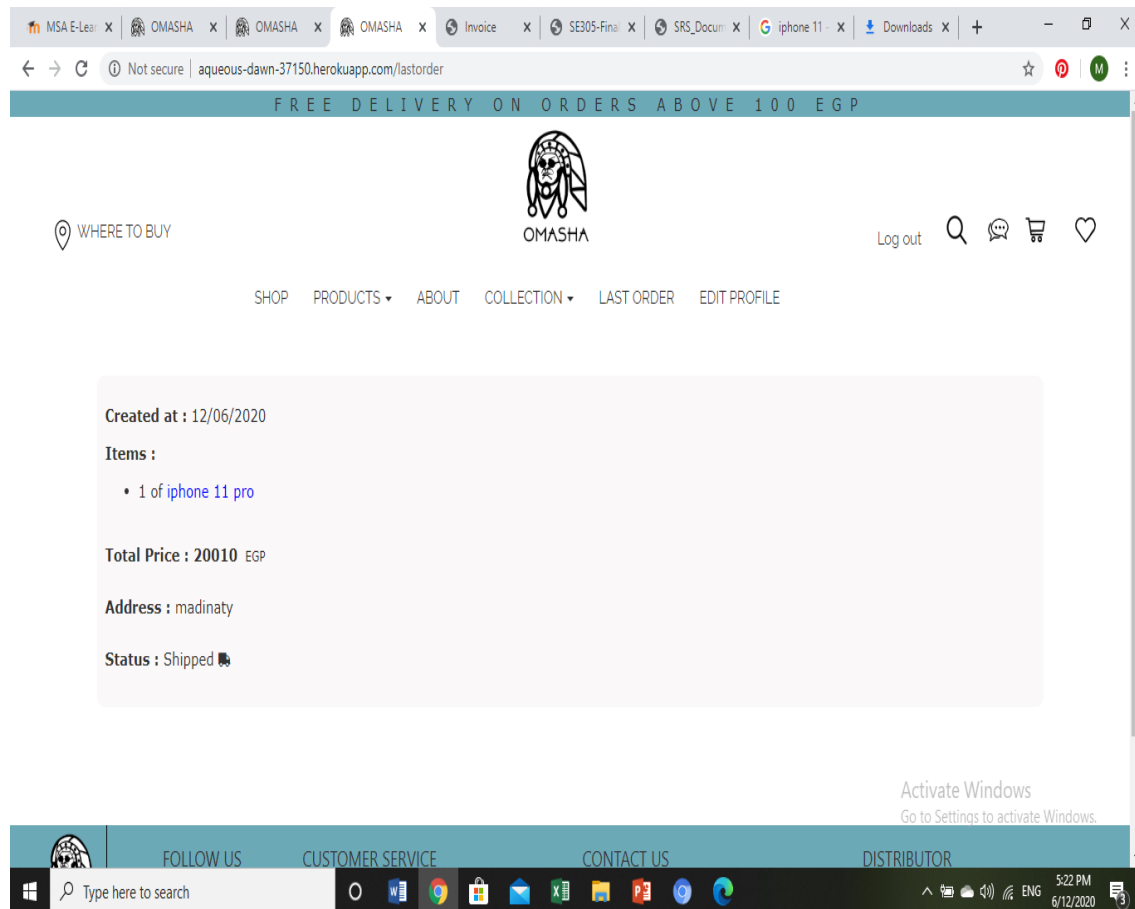 MSA E-Lear
OMASHA
OMASHA
OMASHA
Invoice
SE305-Final
SRS_Docum
iphone 11 -
Downloads
Not secure | aqueous-dawn-37150.herokuapp.com/lastorder
M
FREE DELIVERY ON ORDERS ABOVE 100 EGP
OMASHA
WHERE TO BUY
Log out
SHOP PRODUCTS ABOUT COLLECTION LAST ORDER EDIT PROFILE
Created at : 12/06/2020
Items :
• 1 of iphone 11 pro
Total Price : 20010 EGP
Address : madinaty
Status : Shipped
Activate Windows
Go to Settings to activate Windows.
FOLLOW US CUSTOMER SERVICE CONTACT US DISTRIBUTOR
Type here to search
ENG
5:22 PM
6/12/2020
3